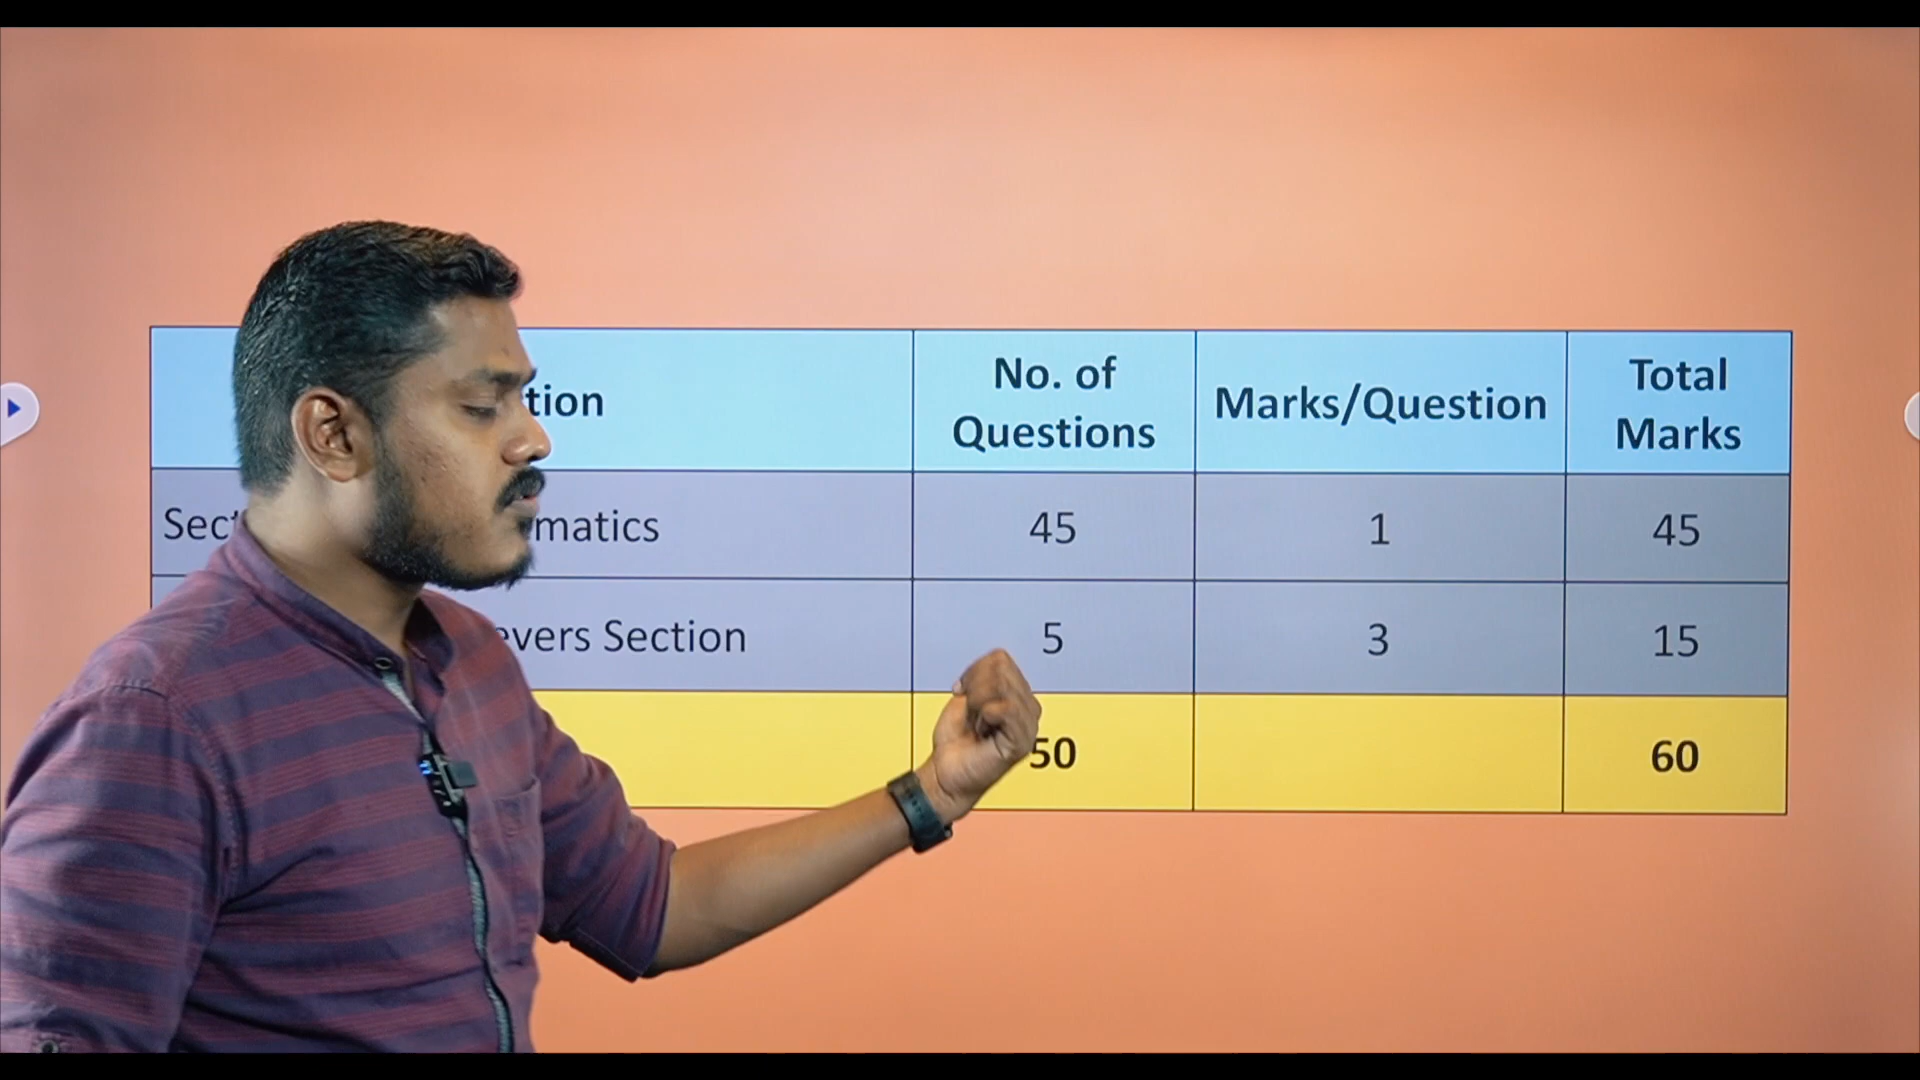 No. of Total
tion Questions Marks/Question Marks
matics 45 1 45
evers Section 5 3 15
50 60